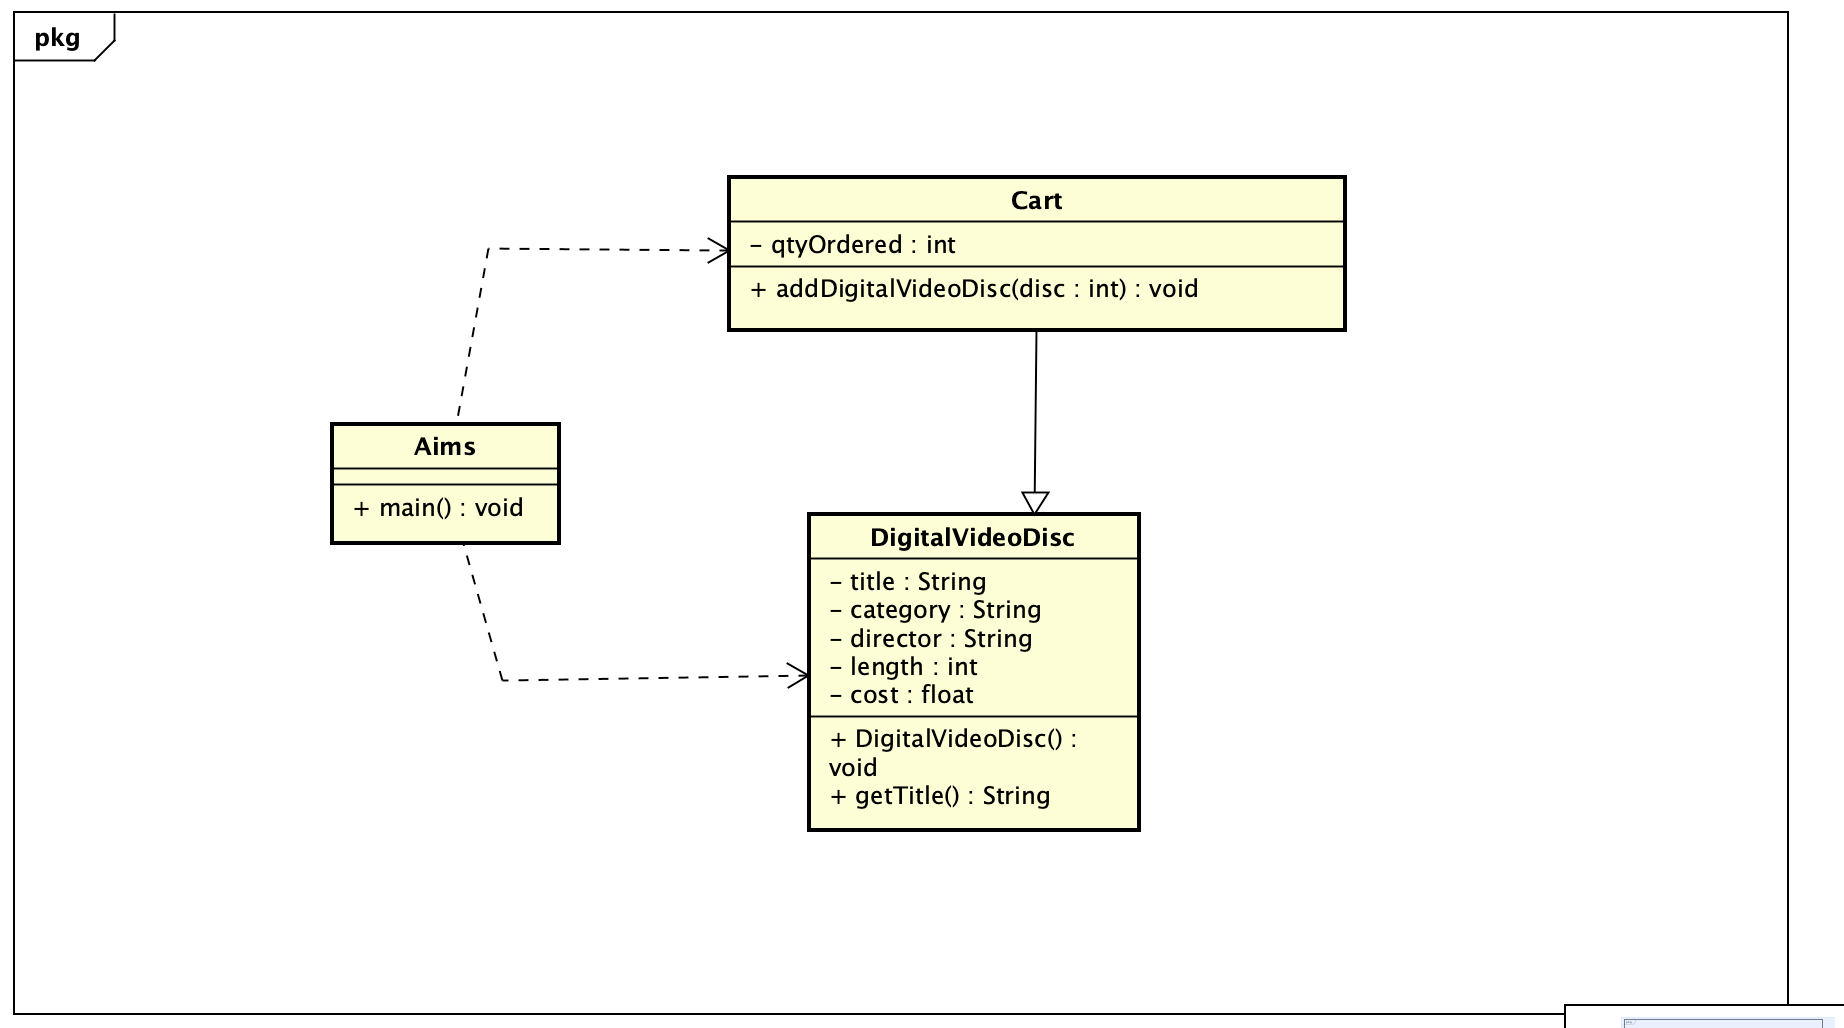 pkg
Cart
- qtyOrdered : int
+ addDigitalVideoDisc(disc : int) : void
Aims
+ main() : void
DigitalVideoDisc
- title : String
- category : String
- director : String
- length : int
- cost : float
+ DigitalVideoDisc() :
void
+ getTitle() : String